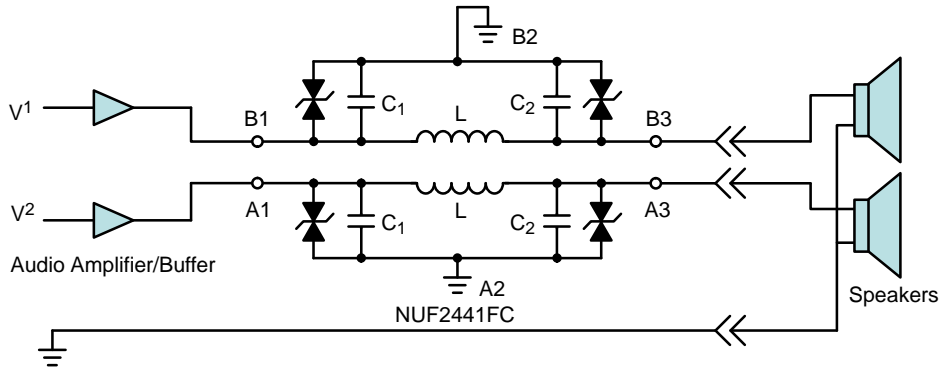 B2
V1
B1
C1
L
C2
B3
V2
A1
C1
L
C2
A3
Audio Amplifier/Buffer
A2
NUF2441FC
Speakers